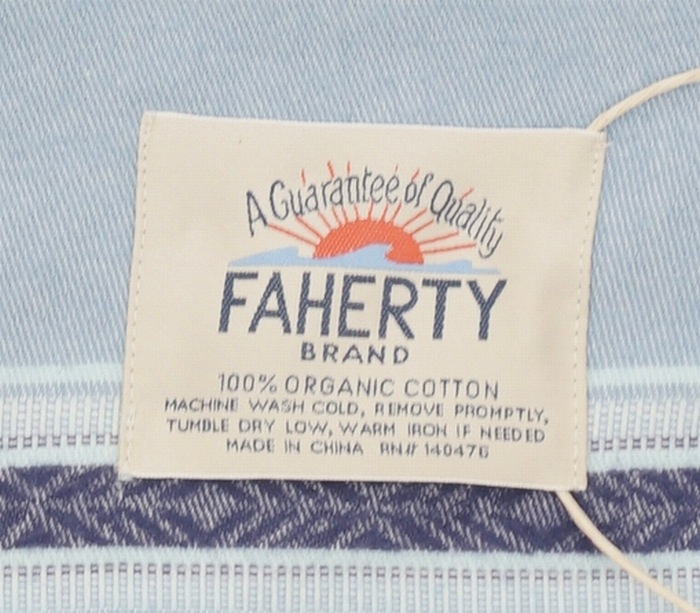 A Guarantee of Quality
FAHERTY
BRAND
100% ORGANIC COTTON
MACHINE WASH COLD, REMOVE PROMPTLY,
TUMBLE DRY LOW, WARM IRON IF NEEDED
MADE IN CHINA RN# 140476